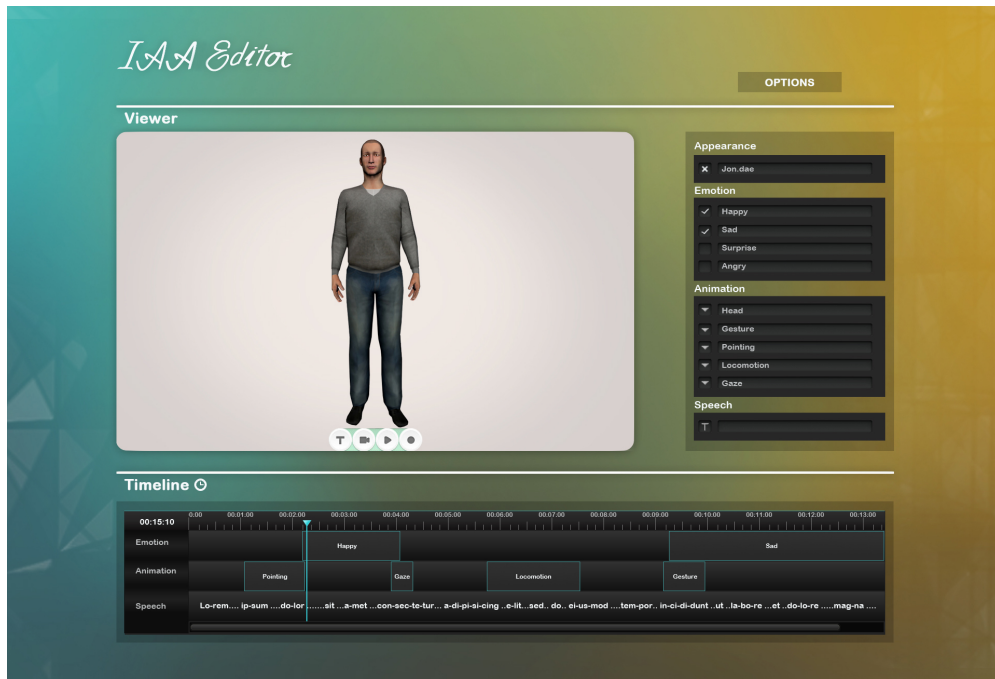 IAA Editor
OPTIONS
Viewer
Appearance
Jon.dae
Emotion
Happy
Sad
Surprise
Angry
Animation
Head
Gesture
Pointing
Locomotion
Gaze
Speech
T
T
Timeline
00:15:10
0:00 00.01:00 00.02:00 00.03:00 00.04:00 00.05:00 00.06:00 00.07:00 00.08:00 00.09:00 00.10:00 00.11:00 00.12:00 00.13:00
Emotion Happy Sad
Animation Pointing Gaze Locomotion Gesture
Speech Lo-rem.... ip-sum ....do-lor ........sit ...a-met ...con-sec-te-tur... a-di-pi-si-cing ..e-lit...sed.. do.. ei-us-mod ....tem-por.. in-ci-di-dunt ..ut ..la-bo-re ...et ..do-lo-re .....mag-na ....